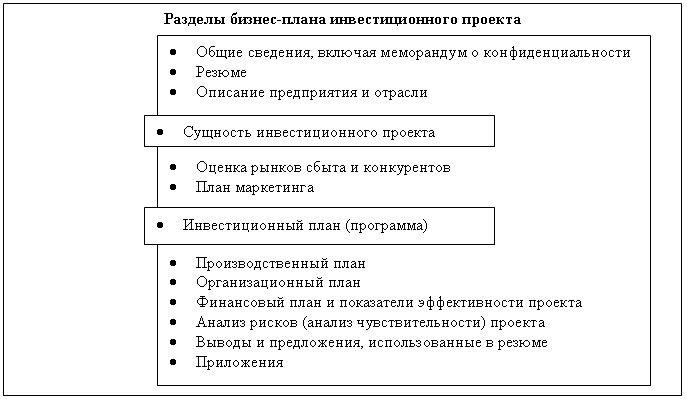 Разделы бизнес-плана инвестиционного проекта
• Общие сведения, включая меморандум о конфиденциальности
• Резюме
• Описание предприятия и отрасли
• Сущность инвестиционного проекта
• Оценка рынков сбыта и конкурентов
• План маркетинга
• Инвестиционный план (программа)
• Производственный план
• Организационный план
• Финансовый план и показатели эффективности проекта
• Анализ рисков (анализ чувствительности) проекта
• Выводы и предложения, использованные в резюме
• Приложения